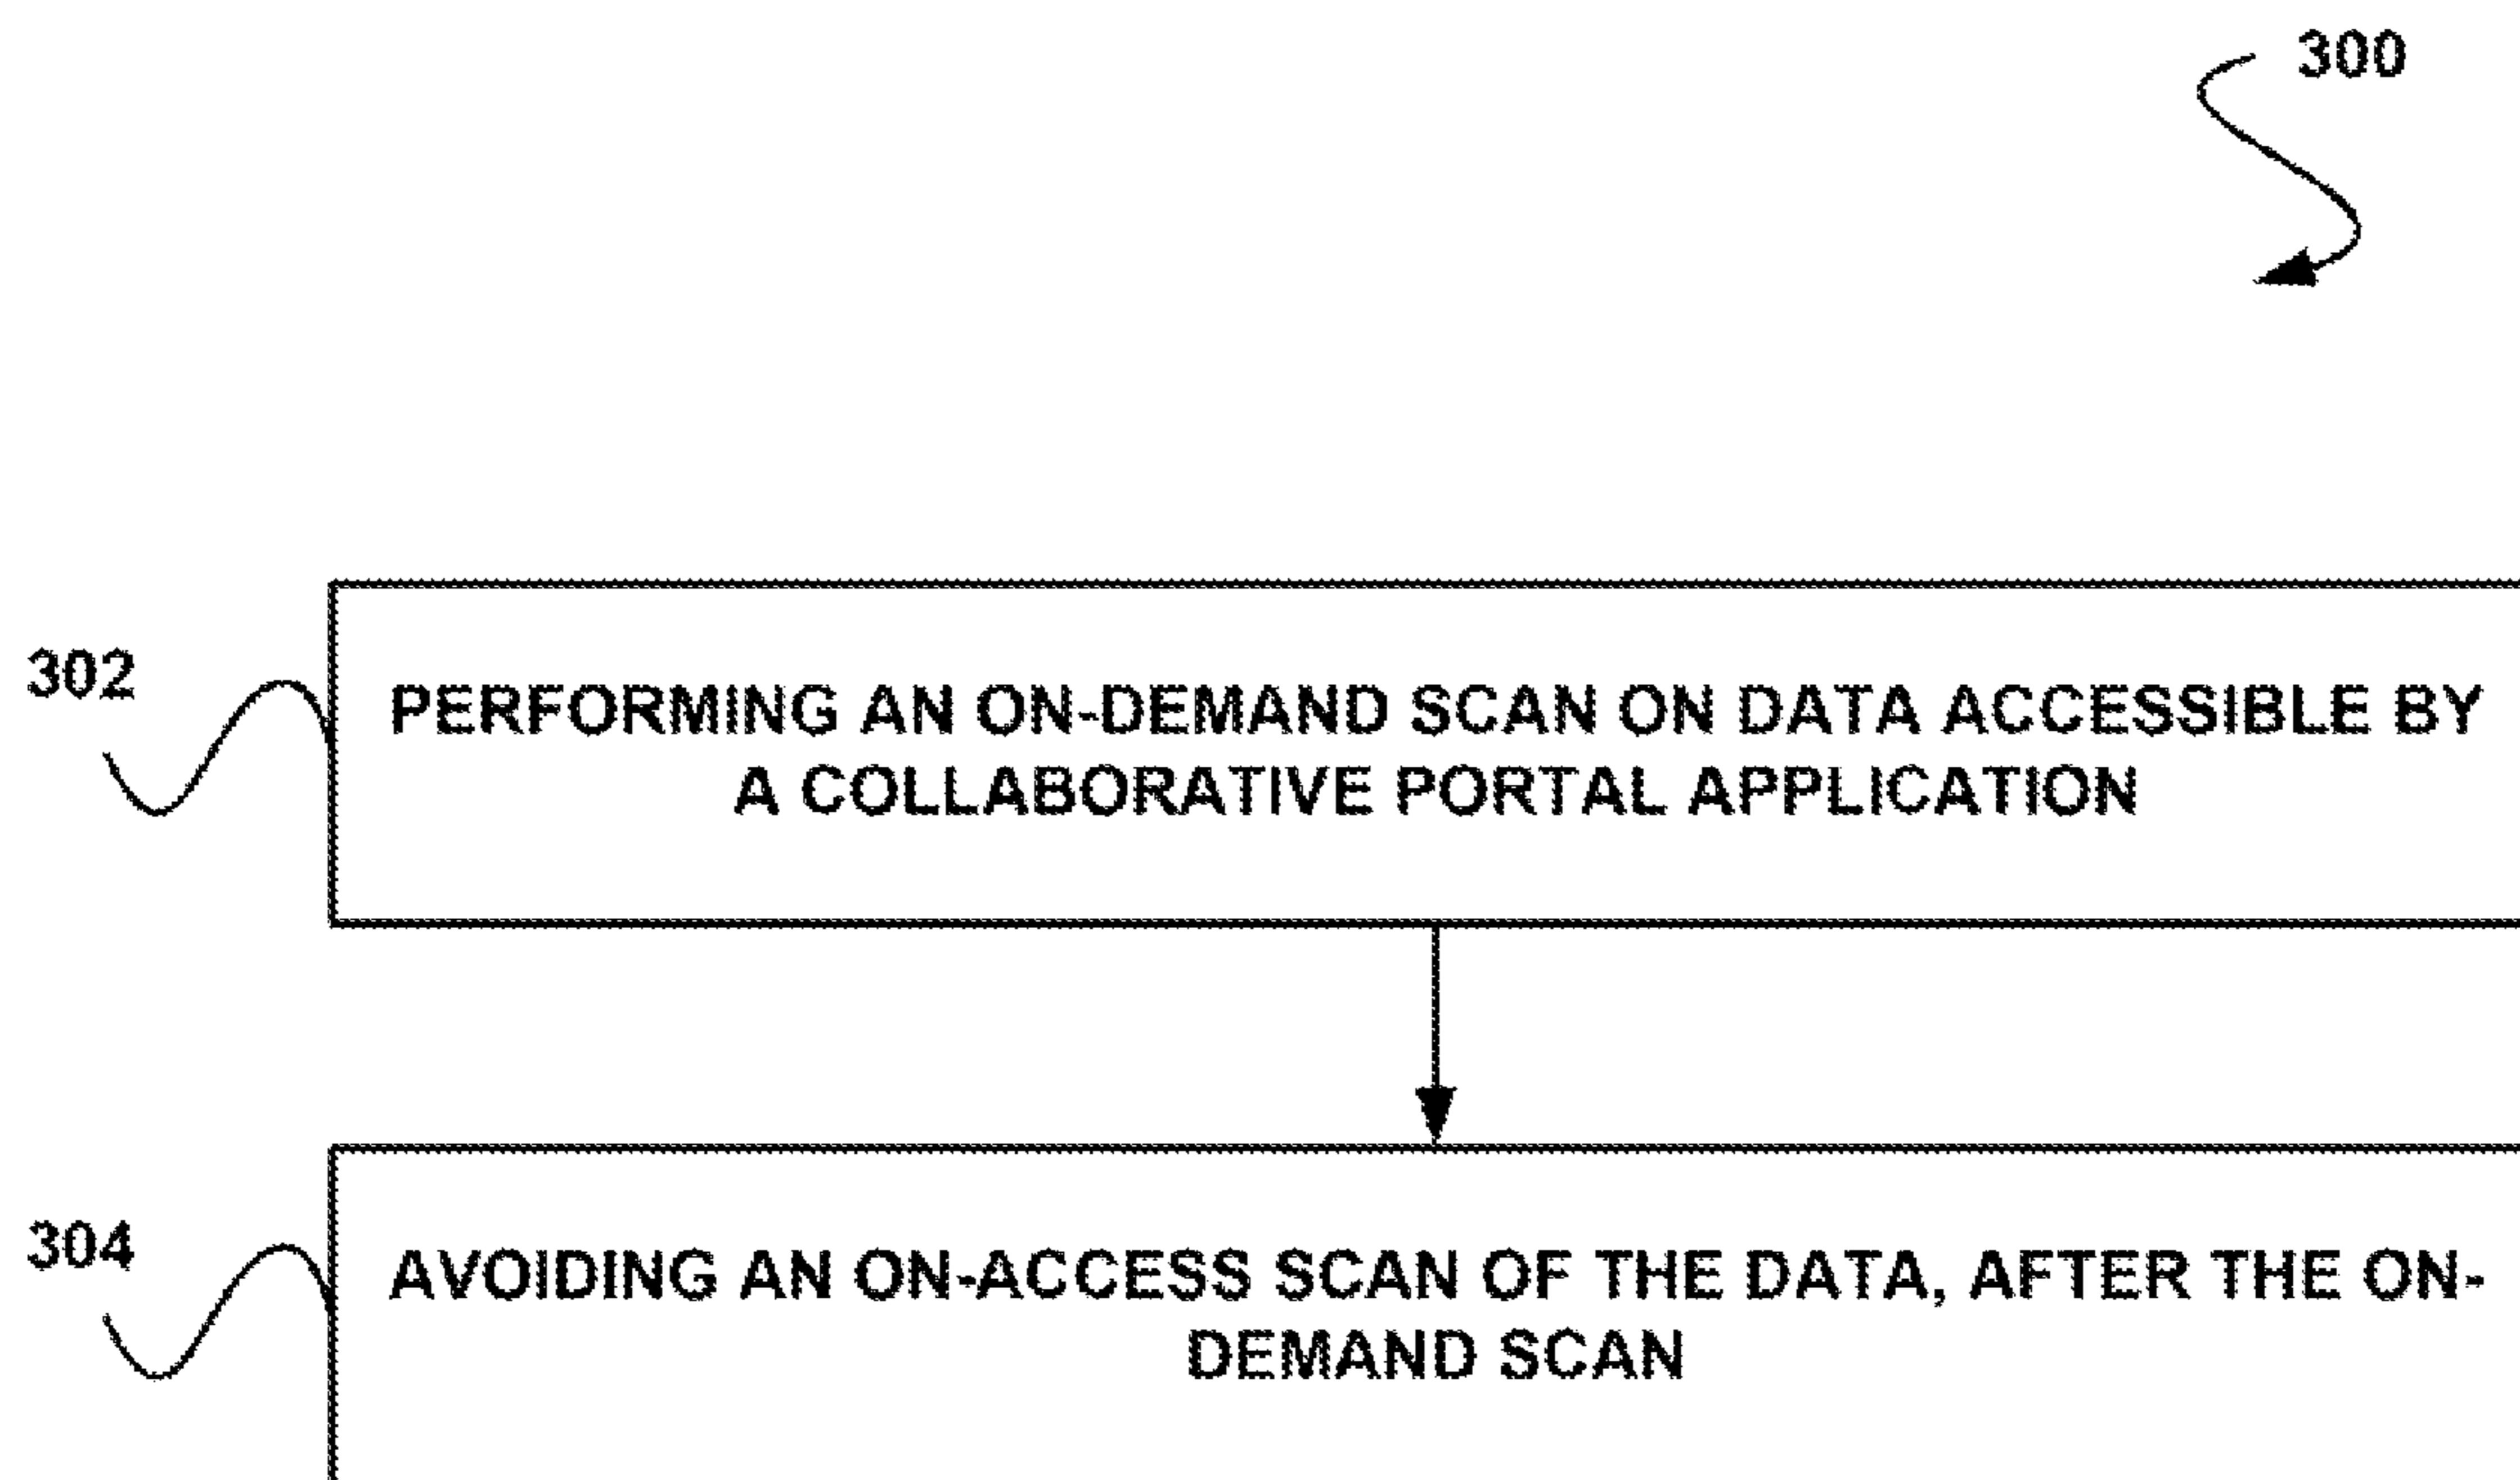 300
302
PERFORMING AN ON-DEMAND SCAN ON DATA ACCESSIBLE BY
A COLLABORATIVE PORTAL APPLICATION
304
AVOIDING AN ON-ACCESS SCAN OF THE DATA, AFTER THE ON-
DEMAND SCAN